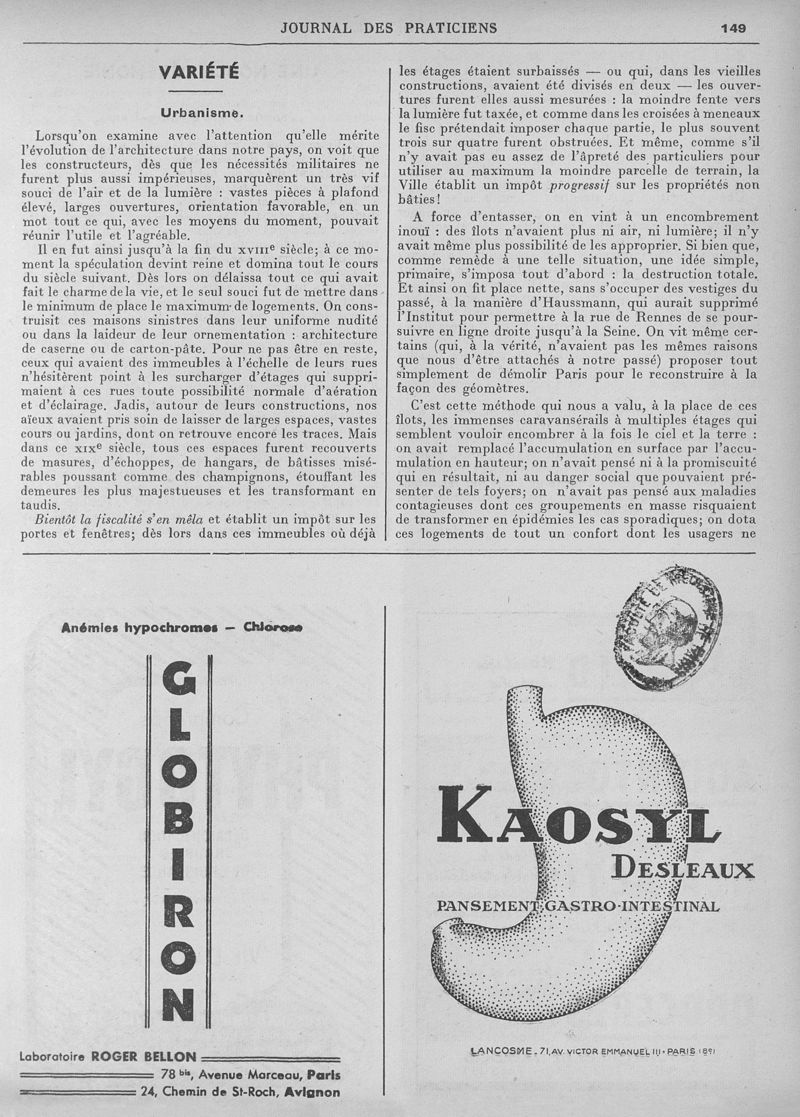 JOURNAL DES PRATICIENS 149
VARIÉTÉ
Urbanisme.
Lorsqu'on examine avec l'attention qu'elle mérite
l'évolution de l'architecture dans notre pays, on voit que
les constructeurs, dès que les nécessités militaires ne
furent plus aussi impérieuses, marquèrent un très vif
souci de l'air et de la lumière : vastes pièces à plafond
élevé, larges ouvertures, orientation favorable, en un
mot tout ce qui, avec les moyens du moment, pouvait
réunir l'utile et l'agréable.
Il en fut ainsi jusqu'à la fin du XVIIIe siècle; à ce mo-
ment la spéculation devint reine et domina tout le cours
du siècle suivant. Dès lors on délaissa tout ce qui avait
fait le charme de la vie, et le seul souci fut de mettre dans
le minimum de place le maximum de logements. On cons-
truisit ces maisons sinistres dans leur uniforme nudité
ou dans la laideur de leur ornementation : architecture
de caserne ou de carton-pâte. Pour ne pas être en reste,
ceux qui avaient des immeubles à l'échelle de leurs rues
n'hésitèrent point à les surcharger d'étages qui suppri-
maient à ces rues toute possibilité normale d'aération
et d'éclairage. Jadis, autour de leurs constructions, nos
aïeux avaient pris soin de laisser de larges espaces, vastes
cours ou jardins, dont on retrouve encore les traces. Mais
dans ce XIXe siècle, tous ces espaces furent recouverts
de masures, d'échoppes, de hangars, de bâtisses misé-
rables poussant comme des champignons, étouffant les
demeures les plus majestueuses et les transformant en
taudis.
Bientôt la fiscalité s'en mêla et établit un impôt sur les
portes et fenêtres; dès lors dans ces immeubles où déjà
les étages étaient surbaissés — ou qui, dans les vieilles
constructions, avaient été divisés en deux — les ouver-
tures furent elles aussi mesurées : la moindre fente vers
la lumière fut taxée, et comme dans les croisées à meneaux
le fisc prétendait imposer chaque partie, le plus souvent
trois sur quatre furent obstruées. Et même, comme s'il
n'y avait pas eu assez de l'âpreté des particuliers pour
utiliser au maximum la moindre parcelle de terrain, la
Ville établit un impôt progressif sur les propriétés non
bâties!
A force d'entasser, on en vint à un encombrement
inouï : des îlots n'avaient plus ni air, ni lumière; il n'y
avait même plus possibilité de les approprier. Si bien que,
comme remède à une telle situation, une idée simple,
primaire, s'imposa tout d'abord : la destruction totale.
Et ainsi on fit place nette, sans s'occuper des vestiges du
passé, à la manière d'Haussmann, qui aurait supprimé
l'Institut pour permettre à la rue de Rennes de se pour-
suivre en ligne droite jusqu'à la Seine. On vit même cer-
tains (qui, à la vérité, n'avaient pas les mêmes raisons
que nous d'être attachés à notre passé) proposer tout
simplement de démolir Paris pour le reconstruire à la
façon des géomètres.
C'est cette méthode qui nous a valu, à la place de ces
îlots, les immenses caravansérails à multiples étages qui
semblent vouloir encombrer à la fois le ciel et la terre :
on avait remplacé l'accumulation en surface par l'accu-
mulation en hauteur; on n'avait pensé ni à la promiscuité
qui en résultait, ni au danger social que pouvaient pré-
senter de tels foyers; on n'avait pas pensé aux maladies
contagieuses dont ces groupements en masse risquaient
de transformer en épidémies les cas sporadiques; on dota
ces logements de tout un confort dont les usagers ne
Anémies hypochromes — Chlorose
GLOBIRON
Laboratoire ROGER BELLON
78 bis, Avenue Marceau, Paris
24, Chemin de St-Roch, Avignon
FACULTÉ DE MÉDECINE DE PARIS
KAOSYL
DESLEAUX
PANSEMENT GASTRO-INTESTINAL
LANCOSME. 71, AV. VICTOR EMMANUEL III - PARIS (8e)